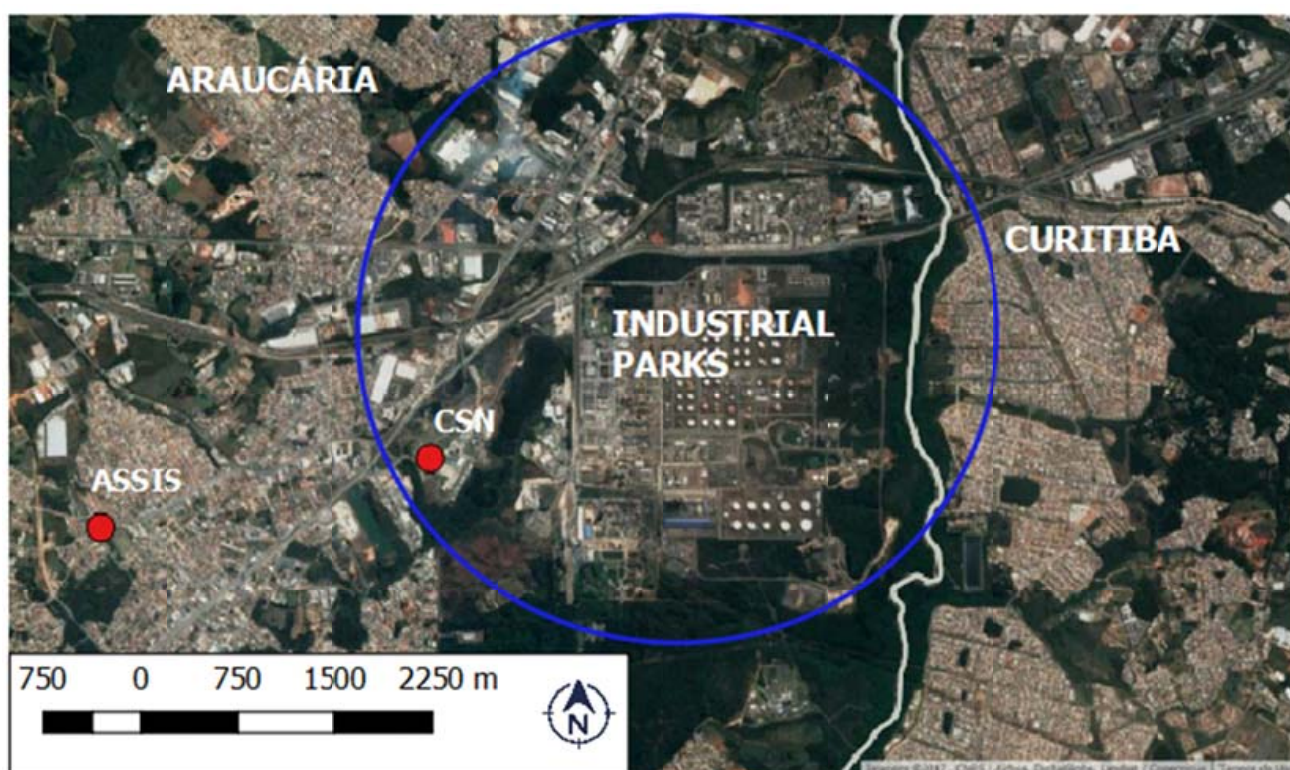 ARAUCÁRIA
CURITIBA
INDUSTRIAL
PARKS
CSN
ASSIS
750 0 750 1500 2250 m
N